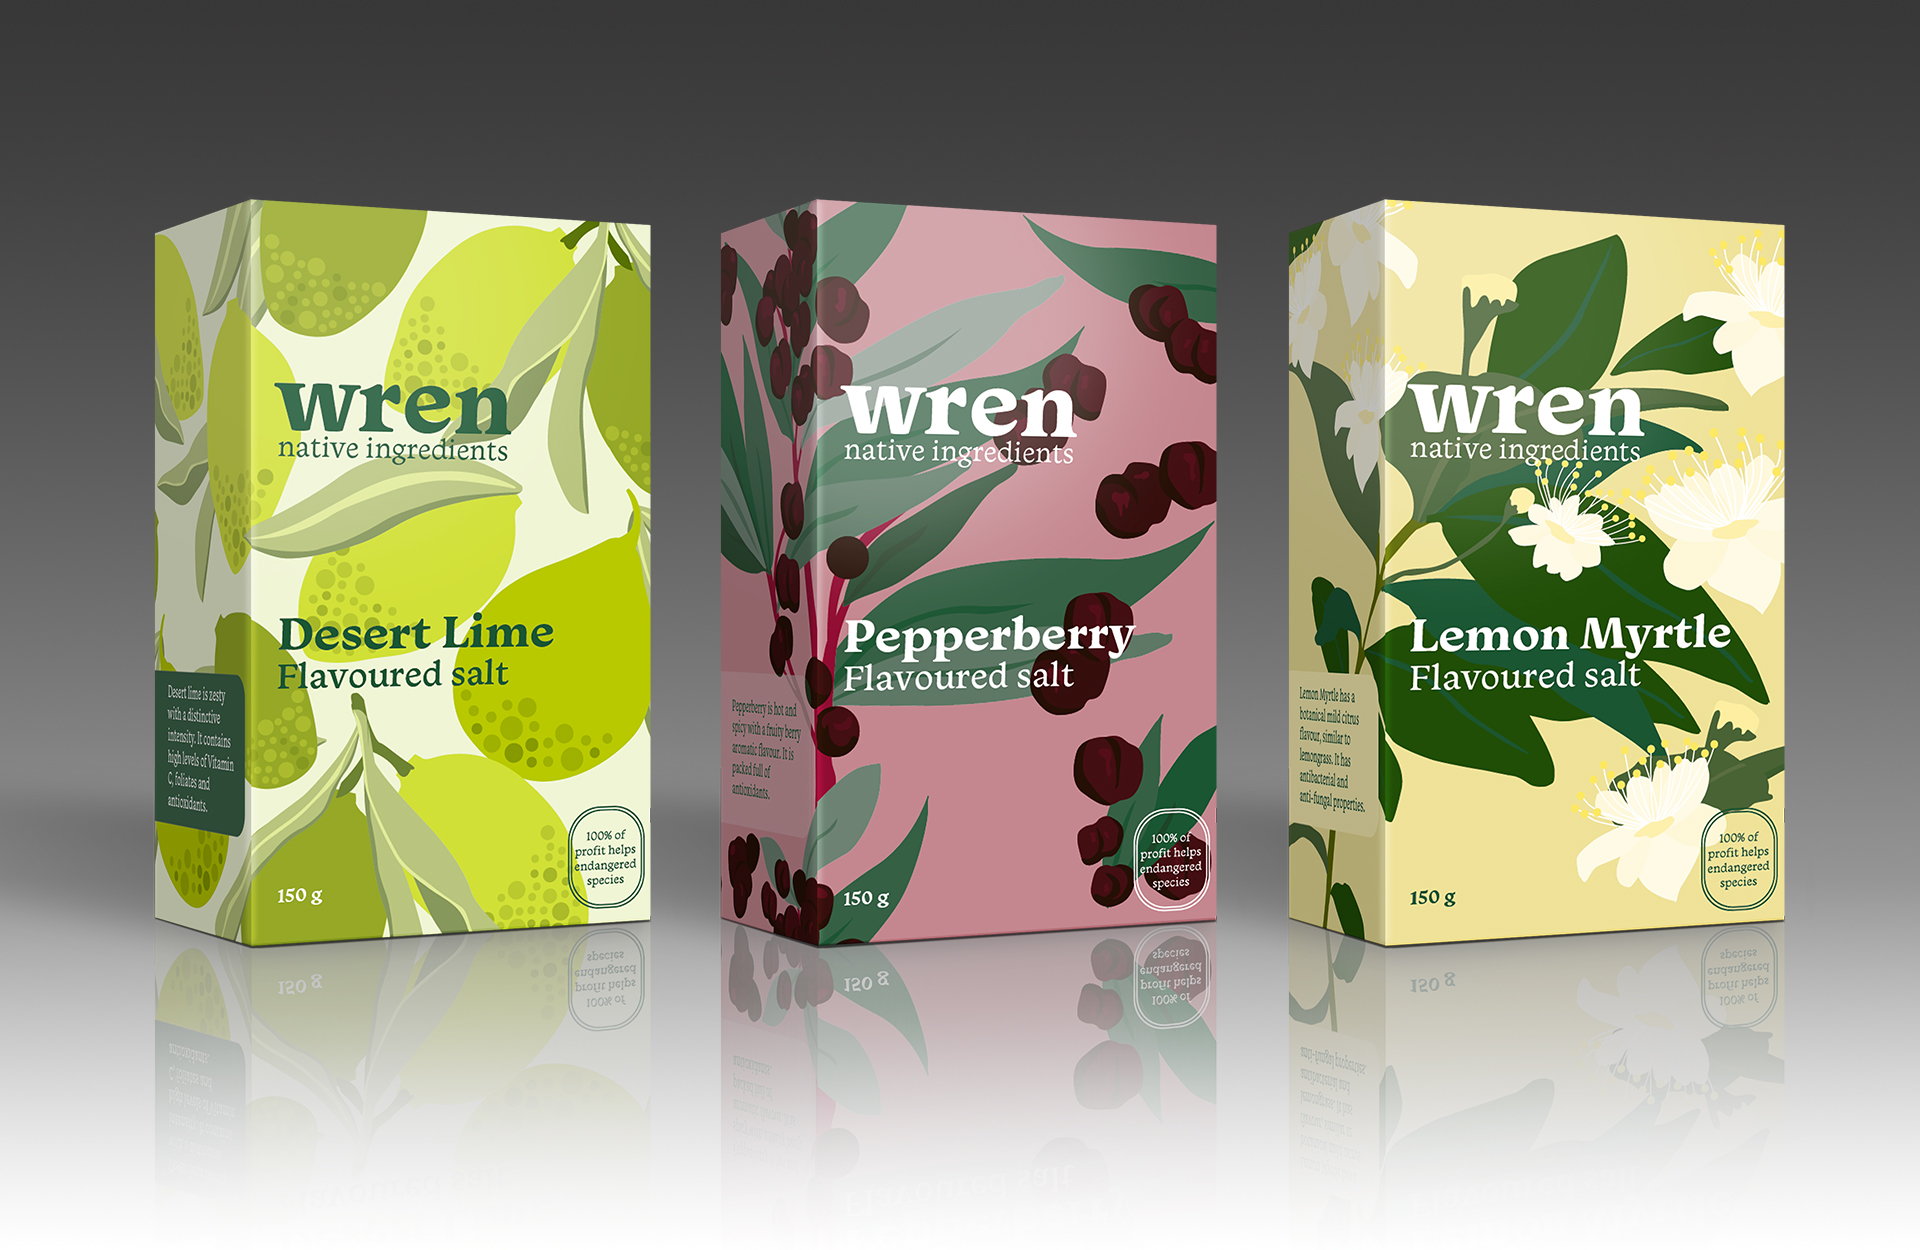 wren
native ingredients
Desert Lime
Flavoured salt
Desert lime is zesty
with a distinctive
intensity. It contains
high levels of Vitamin
C, foliates and
antioxidants.
150 g
100% of
profit helps
endangered
species
wren
native ingredients
Pepperberry
Flavoured salt
Pepperberry is hot and
spicy with a fruity berry
aromatic flavour. It is
packed full of
antioxidants.
150 g
100% of
profit helps
endangered
species
wren
native ingredients
Lemon Myrtle
Flavoured salt
Lemon Myrtle has a
botanical mild citrus
flavour, similar to
lemongrass. It has
antibacterial and
anti-fungal properties.
150 g
100% of
profit helps
endangered
species